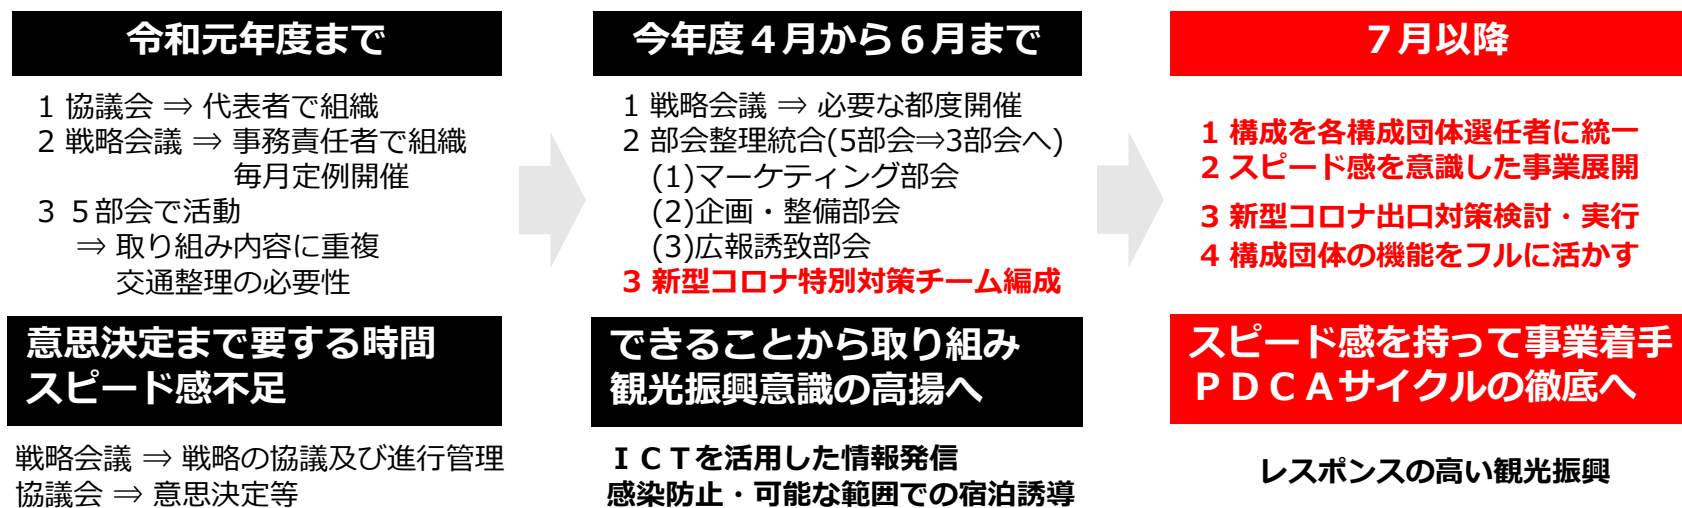 令和元年度まで
1 協議会 ⇒ 代表者で組織
2 戦略会議 ⇒ 事務責任者で組織
毎月定例開催
3 ５部会で活動
⇒ 取り組み内容に重複
交通整理の必要性
意思決定まで要する時間
スピード感不足
戦略会議 ⇒ 戦略の協議及び進行管理
協議会 ⇒ 意思決定等
今年度４月から６月まで
1 戦略会議 ⇒ 必要な都度開催
2 部会整理統合(5部会⇒3部会へ)
(1)マーケティング部会
(2)企画・整備部会
(3)広報誘致部会
3 新型コロナ特別対策チーム編成
できることから取り組み
観光振興意識の高揚へ
ＩＣＴを活用した情報発信
感染防止・可能な範囲での宿泊誘導
７月以降
1 構成を各構成団体選任者に統一
2 スピード感を意識した事業展開
3 新型コロナ出口対策検討・実行
4 構成団体の機能をフルに活かす
スピード感を持って事業着手
ＰＤＣＡサイクルの徹底へ
レスポンスの高い観光振興